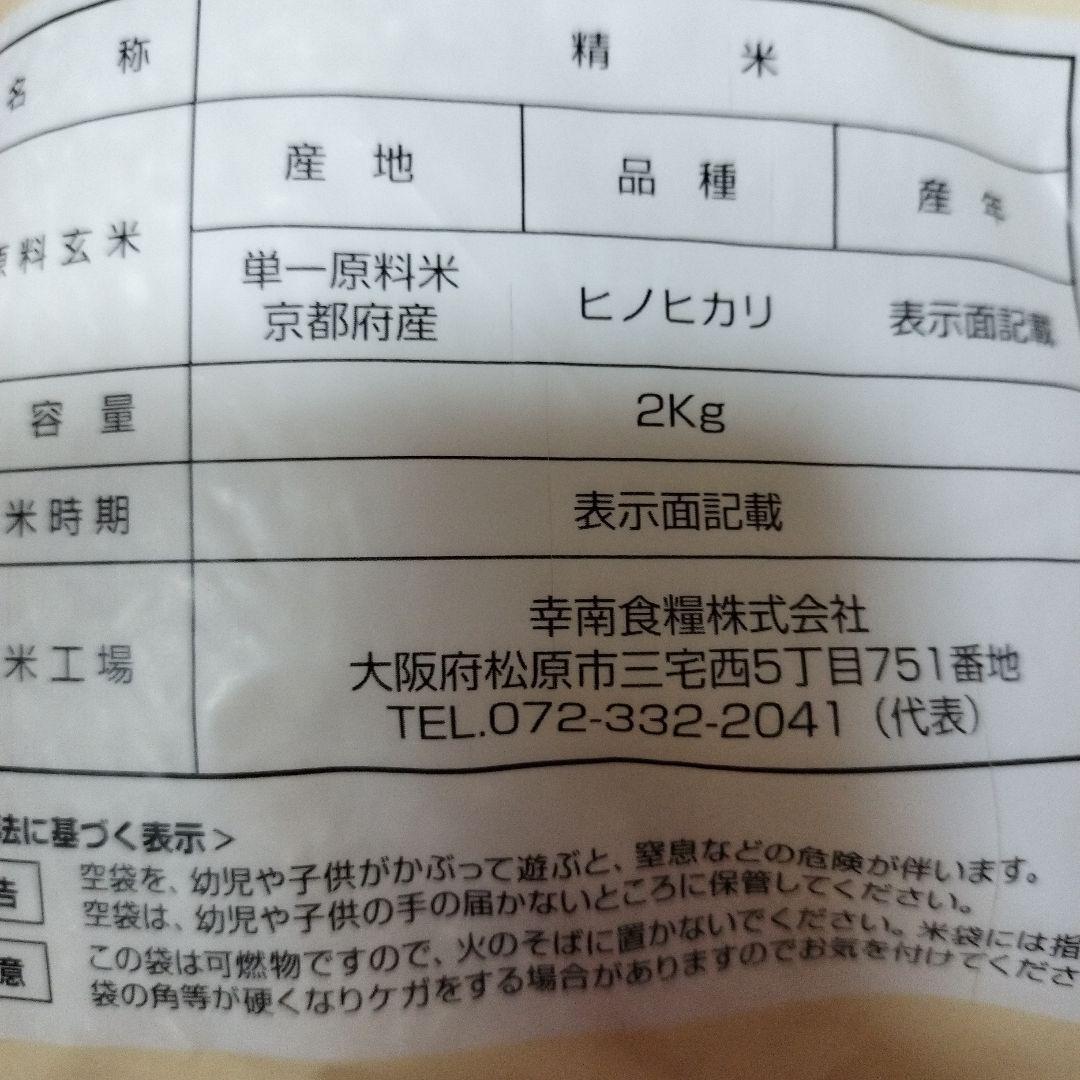 名 称
精 米
産 地
品 種
産 年
原料玄米
単一原料米
京都府産
ヒノヒカリ
表示面記載
容 量
2Kg
米時期
表示面記載
米工場
幸南食糧株式会社
大阪府松原市三宅西5丁目751番地
TEL.072-332-2041（代表）
法に基づく表示>
告
空袋を、幼児や子供がかぶって遊ぶと、窒息などの危険が伴います。
空袋は、幼児や子供の手の届かないところに保管してください。
意
この袋は可燃物ですので、火のそばに置かないでください。米袋には指
袋の角等が硬くなりケガをする場合がありますのでお気を付けてくださ